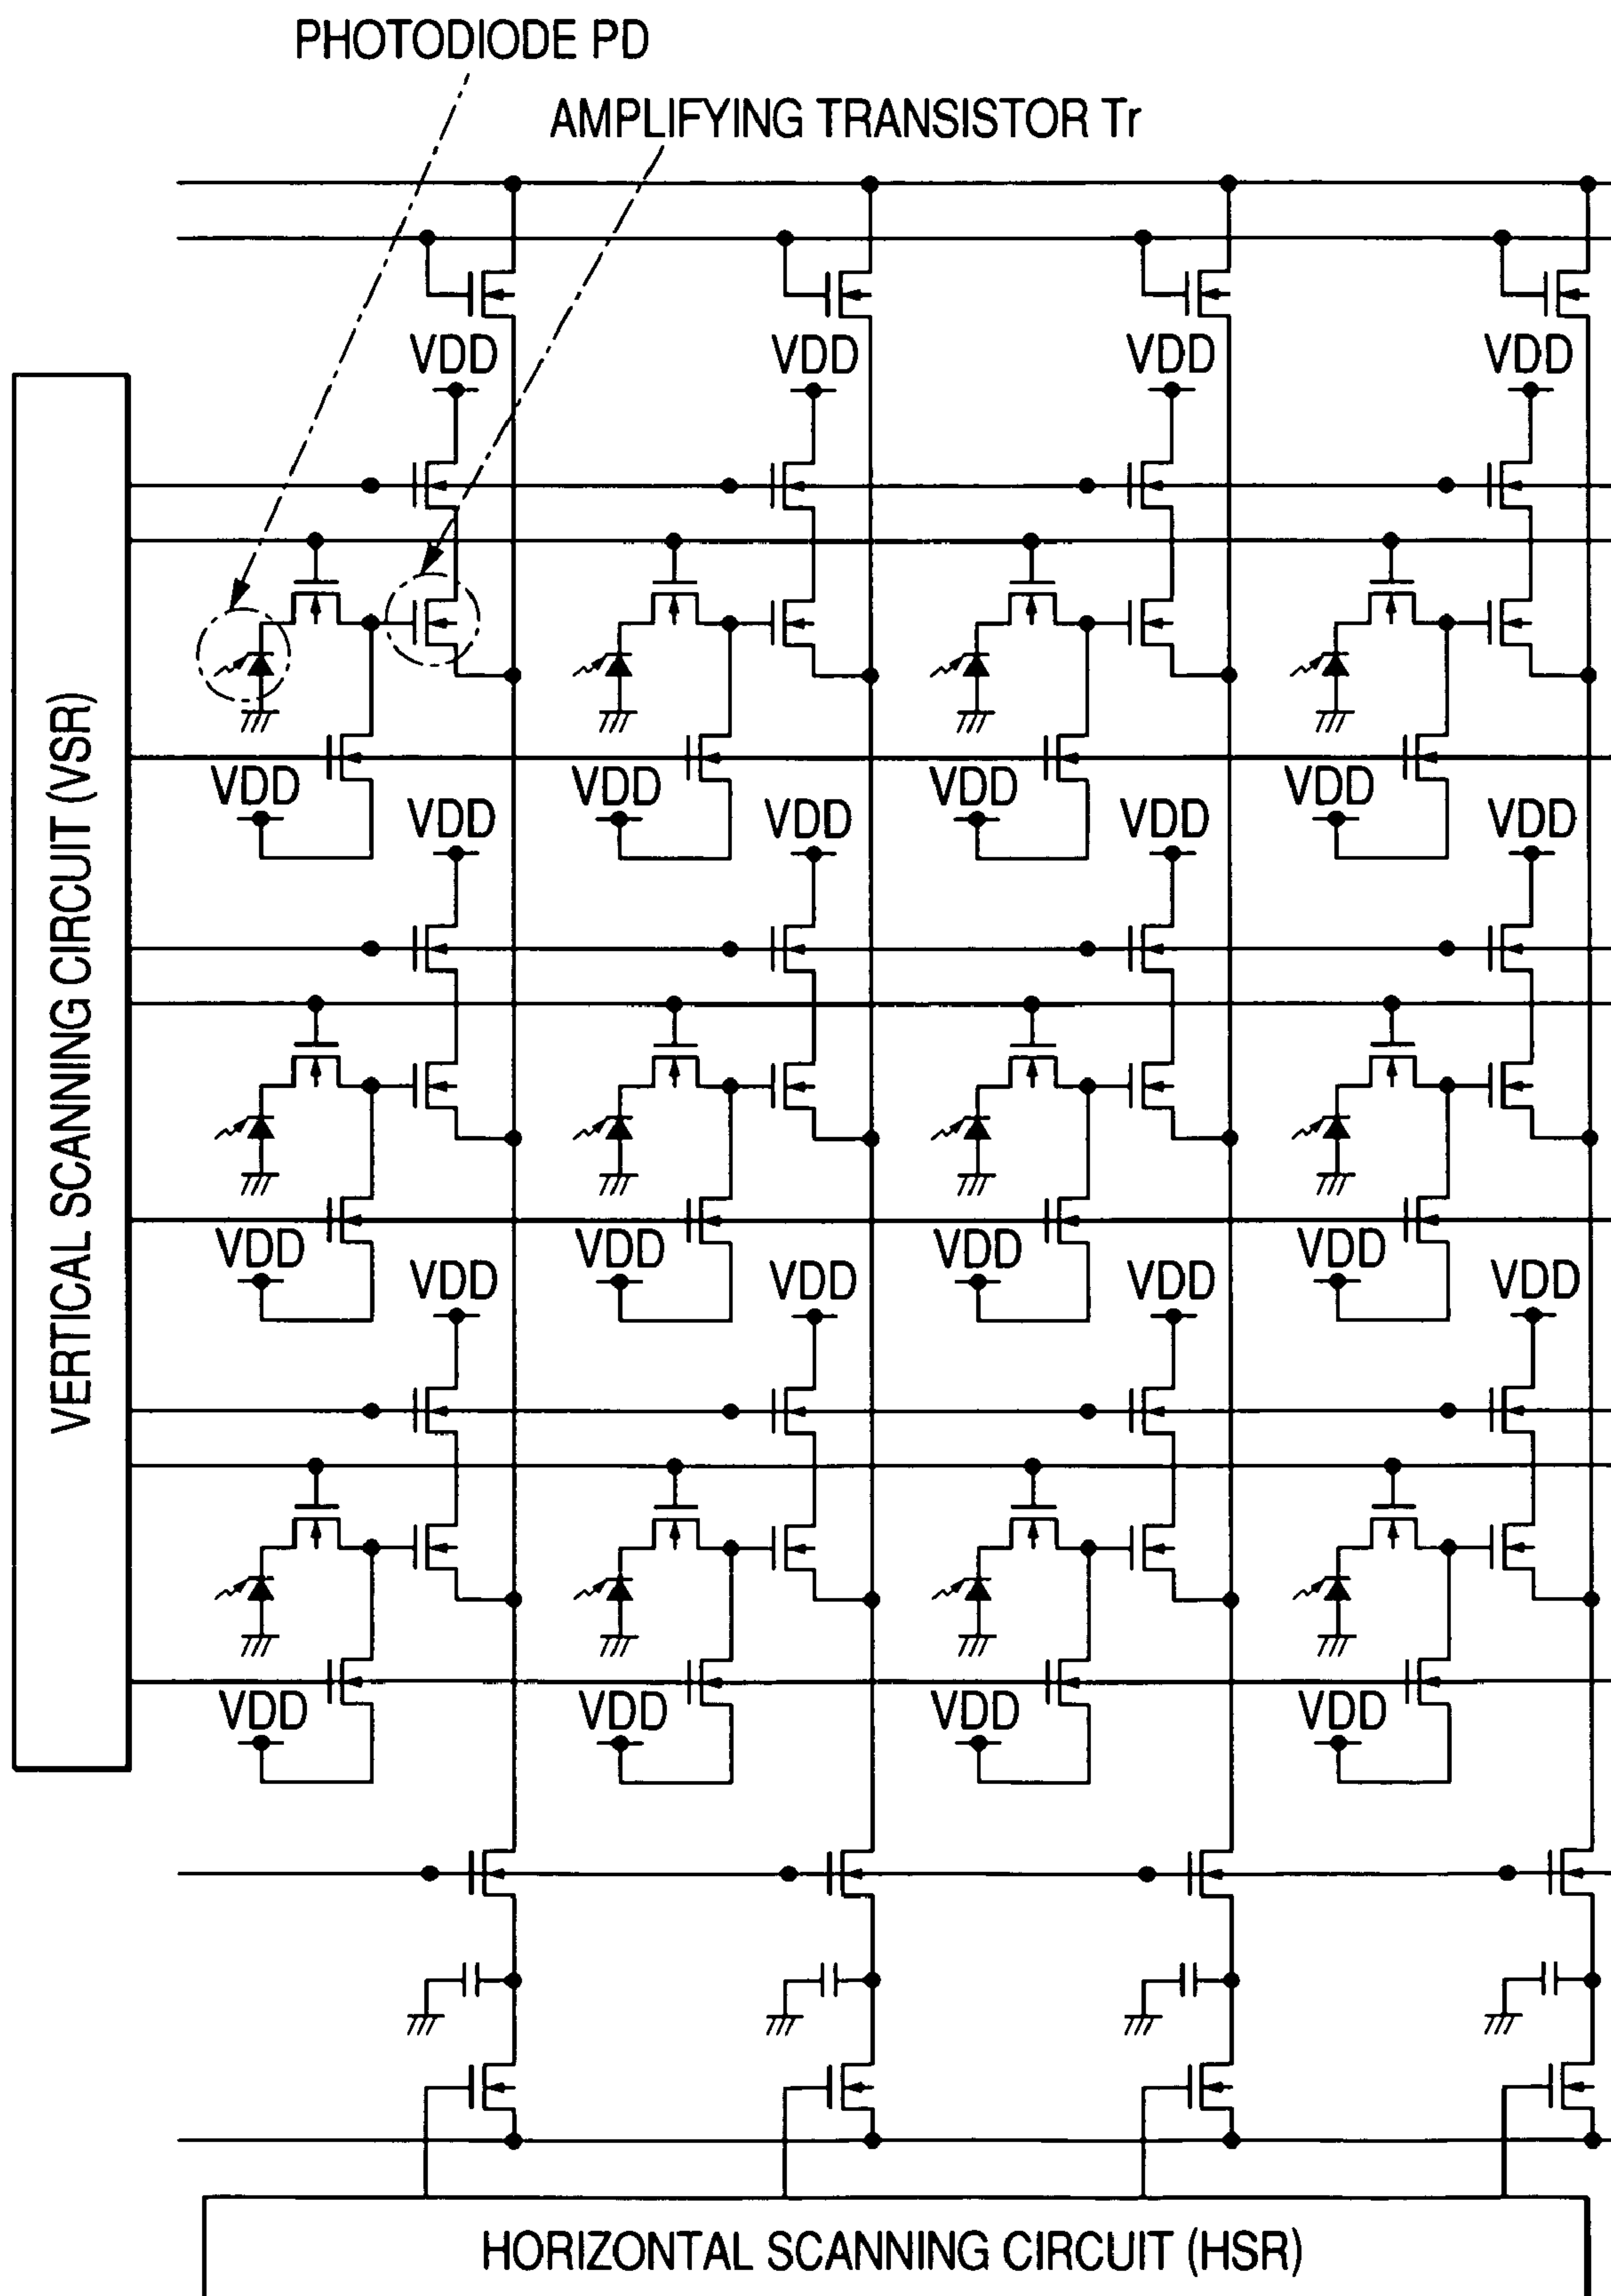 PHOTODIODE PD
AMPLIFYING TRANSISTOR Tr
VDD VDD VDD VDD
VERTICAL SCANNING CIRCUIT (VSR)
VDD VDD VDD VDD
VDD VDD VDD VDD
VDD VDD VDD VDD
VDD VDD VDD VDD
VDD VDD VDD VDD
HORIZONTAL SCANNING CIRCUIT (HSR)